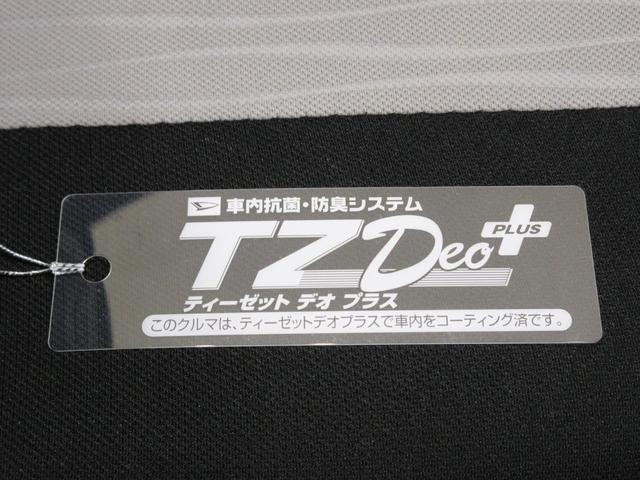 車内抗菌・防臭システム
TZ Deo PLUS
ティーゼット デオ プラス
このクルマは、ティーゼットデオプラスで車内をコーティング済です。